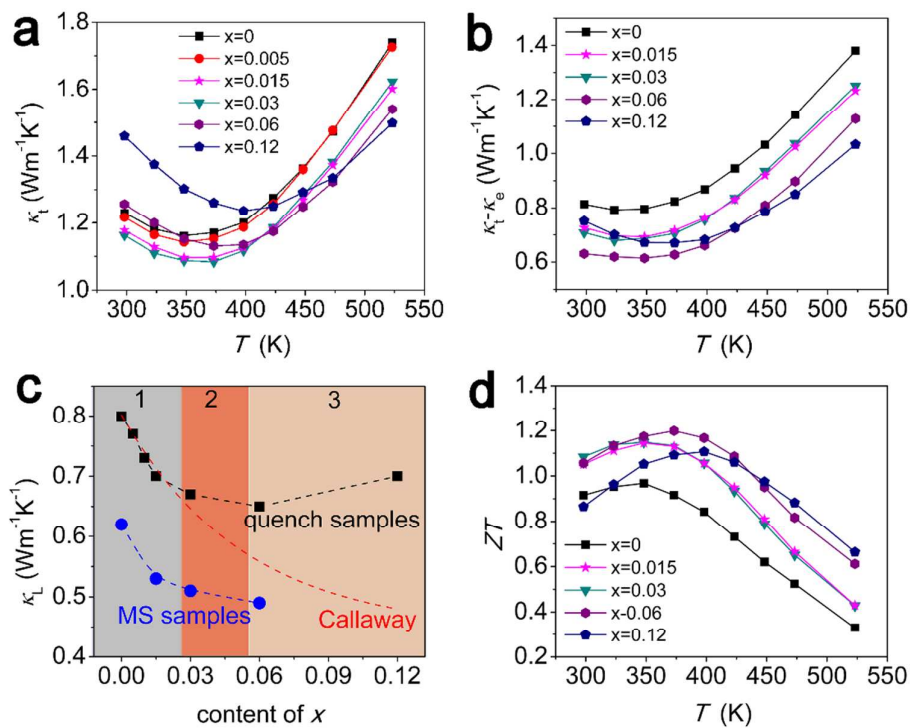 a
κt (Wm⁻¹K⁻¹)
1.8
1.6
1.4
1.2
1.0
x=0
x=0.005
x=0.015
x=0.03
x=0.06
x=0.12
300 350 400 450 500 550
T (K)
b
κt-κe (Wm⁻¹K⁻¹)
1.4
1.2
1.0
0.8
0.6
x=0
x=0.015
x=0.03
x=0.06
x=0.12
300 350 400 450 500 550
T (K)
c
κL (Wm⁻¹K⁻¹)
0.8
0.7
0.6
0.5
0.4
1 2 3
quench samples
MS samples
Callaway
0.00 0.03 0.06 0.09 0.12
content of x
d
ZT
1.4
1.2
1.0
0.8
0.6
0.4
0.2
x=0
x=0.015
x=0.03
x-0.06
x=0.12
300 350 400 450 500 550
T (K)